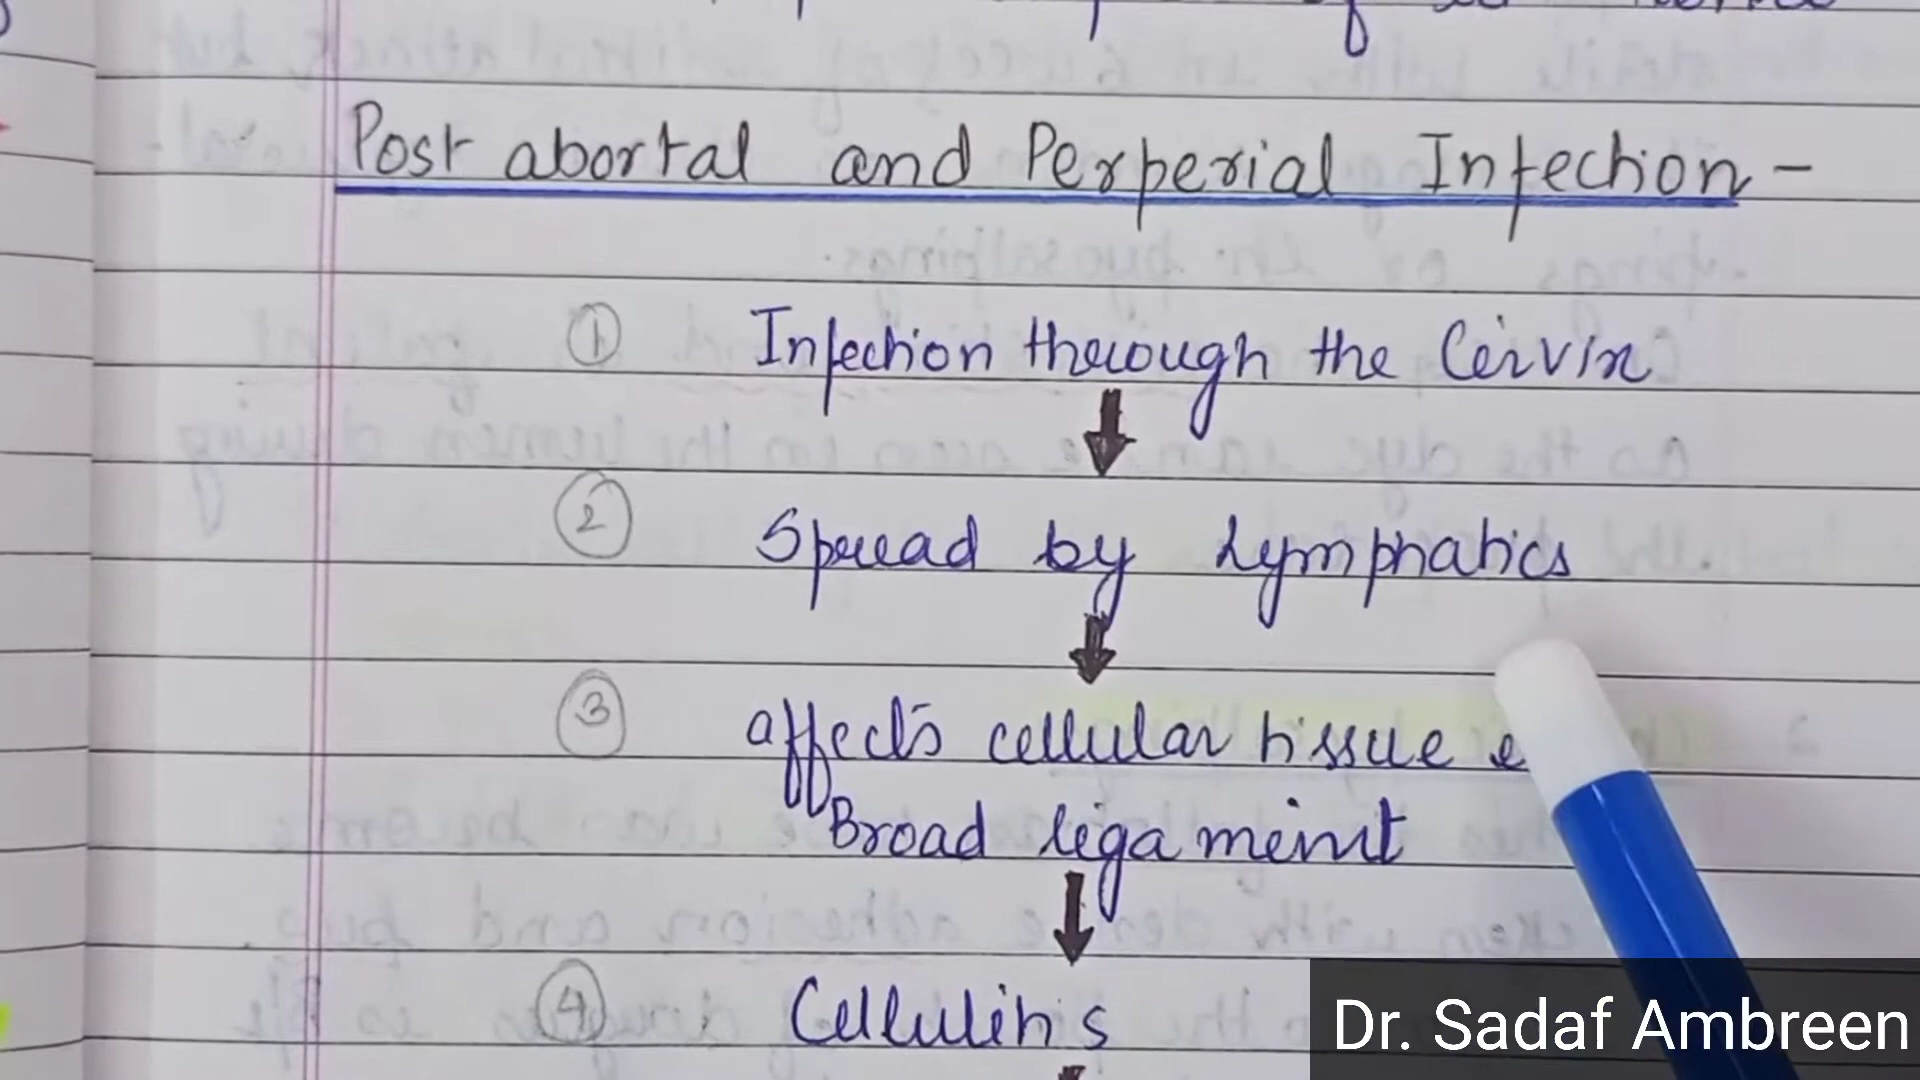 Post abortal and Perperial Infection -
① Infection through the Cervix
② Spread by Lymphatics
③ affects cellular tissue
Broad ligament
④ Cellulitis
Dr. Sadaf Ambreen